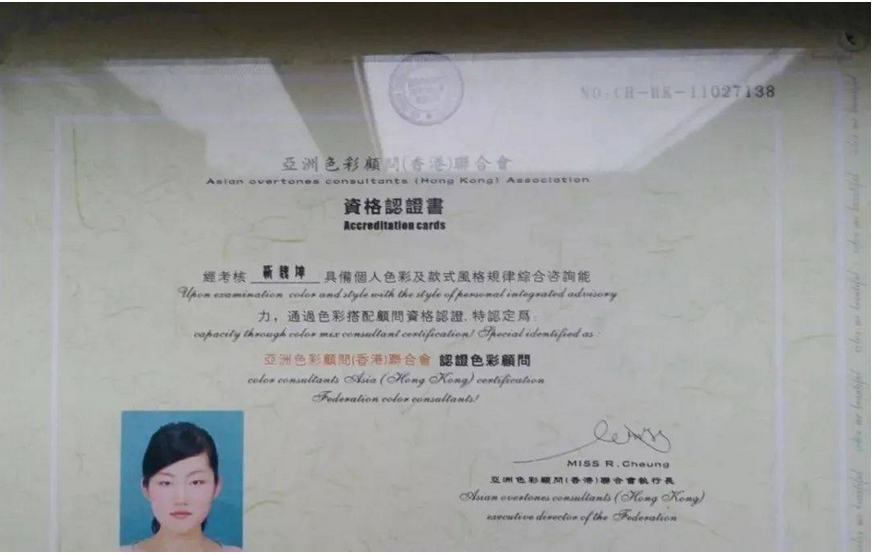 NO:CH-HK-11027138
亞洲色彩顧問(香港)聯合會
Asian overtones consultants (Hong Kong) Association
資格認證書
Accreditation cards
經考核 靳魏坤 具備個人色彩及款式風格規律綜合咨詢能
Upon examination color and style with the style of personal integrated advisory
力，通過色彩搭配顧問資格認證.特認定爲:
capacity through color mix consultant certification! Special identified as:
亞洲色彩顧問(香港)聯合會 認證色彩顧問
color consultants Asia (Hong Kong) certification
Federation color consultants!
MISS R.Cheung
亞洲色彩顧問(香港)聯合會執行長
Asian overtones consultants (Hong Kong)
executive director of the Federation